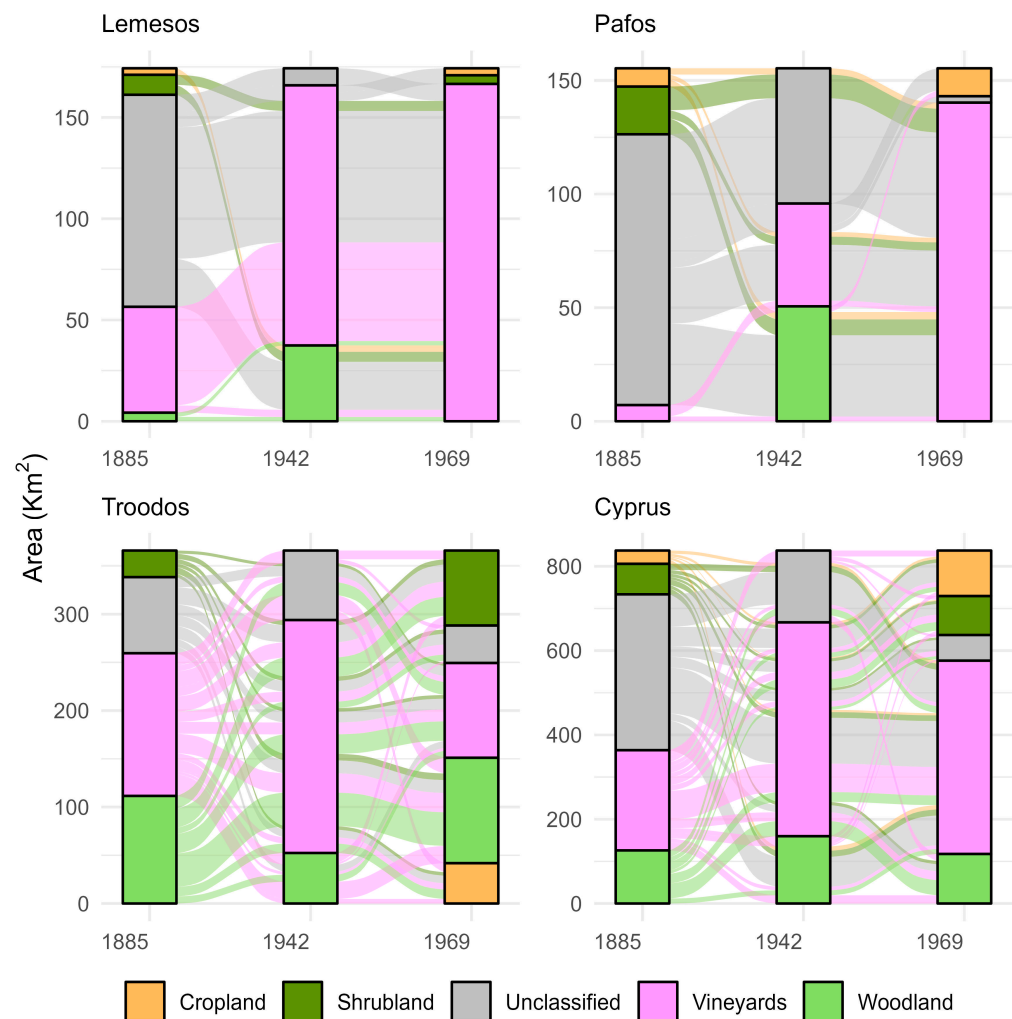 Lemesos
Pafos
150
100
50
0
1885
1942
1969
150
100
50
0
1885
1942
1969
Area (Km²)
Troodos
Cyprus
300
200
100
0
1885
1942
1969
800
600
400
200
0
1885
1942
1969
Cropland
Shrubland
Unclassified
Vineyards
Woodland